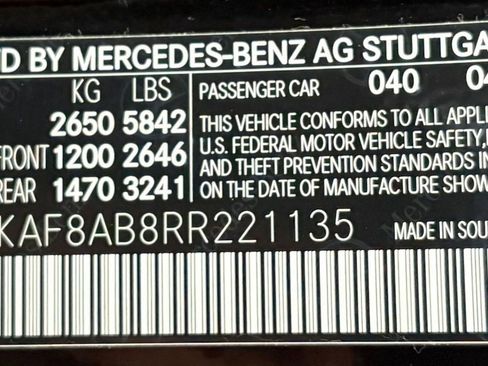 D BY MERCEDES-BENZ AG STUTTGA
KG LBS
2650 5842
FRONT 1200 2646
REAR 1470 3241
PASSENGER CAR 040 04
THIS VEHICLE CONFORMS TO ALL APPL
U.S. FEDERAL MOTOR VEHICLE SAFETY,
AND THEFT PREVENTION STANDARDS IN
ON THE DATE OF MANUFACTURE SHOW
KAF8AB8RR221135
MADE IN SOU